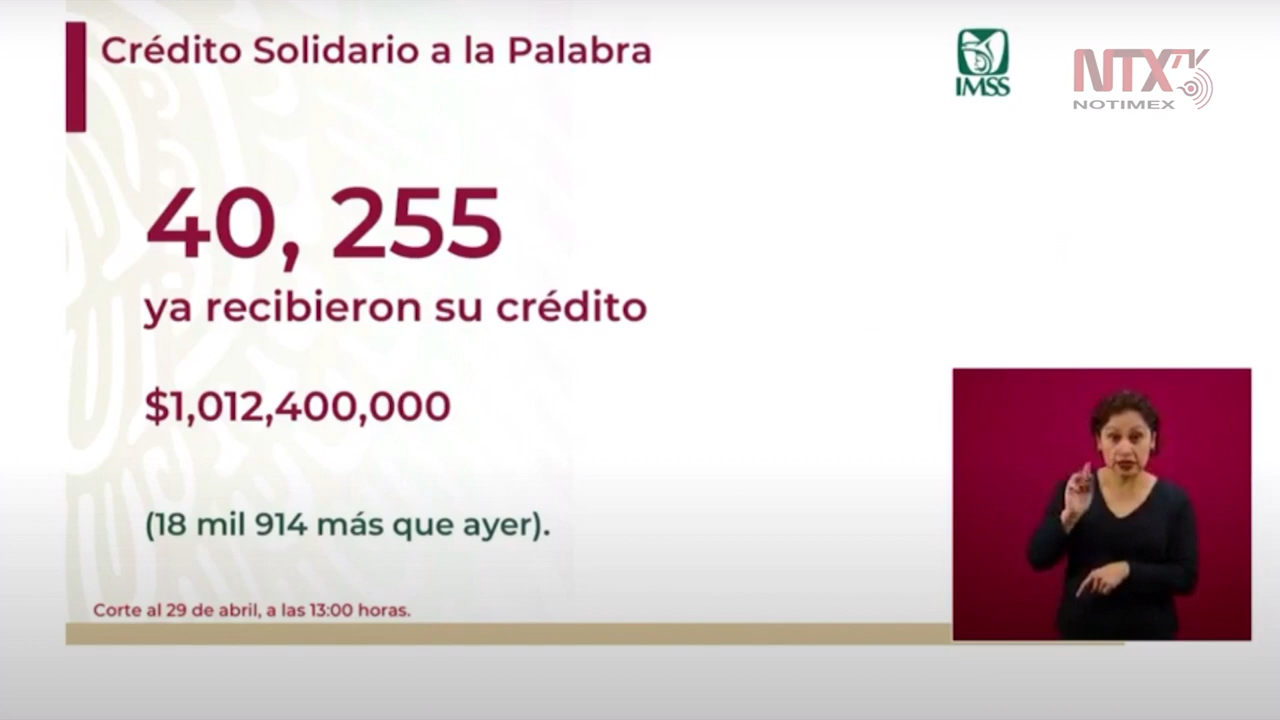 Crédito Solidario a la Palabra
IMSS
NTX
NOTIMEX
40, 255
ya recibieron su crédito
$1,012,400,000
(18 mil 914 más que ayer).
Corte al 29 de abril, a las 13:00 horas.